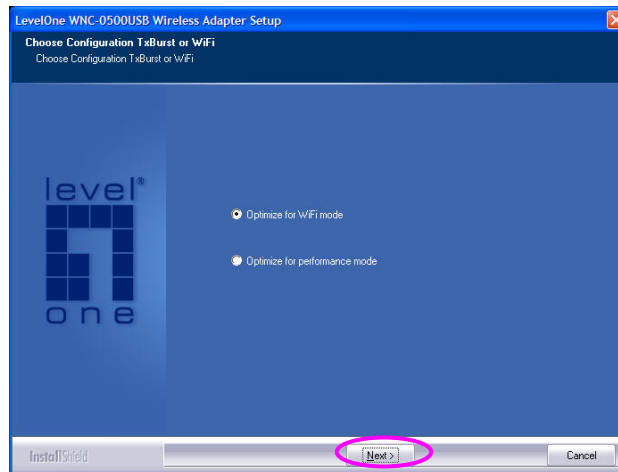 LevelOne WNC-0500USB Wireless Adapter Setup
Choose Configuration TxBurst or WiFi
Choose Configuration TxBurst or WiFi
level®
one
Optimize for WiFi mode
Optimize for performance mode
InstallShield
Next >
Cancel